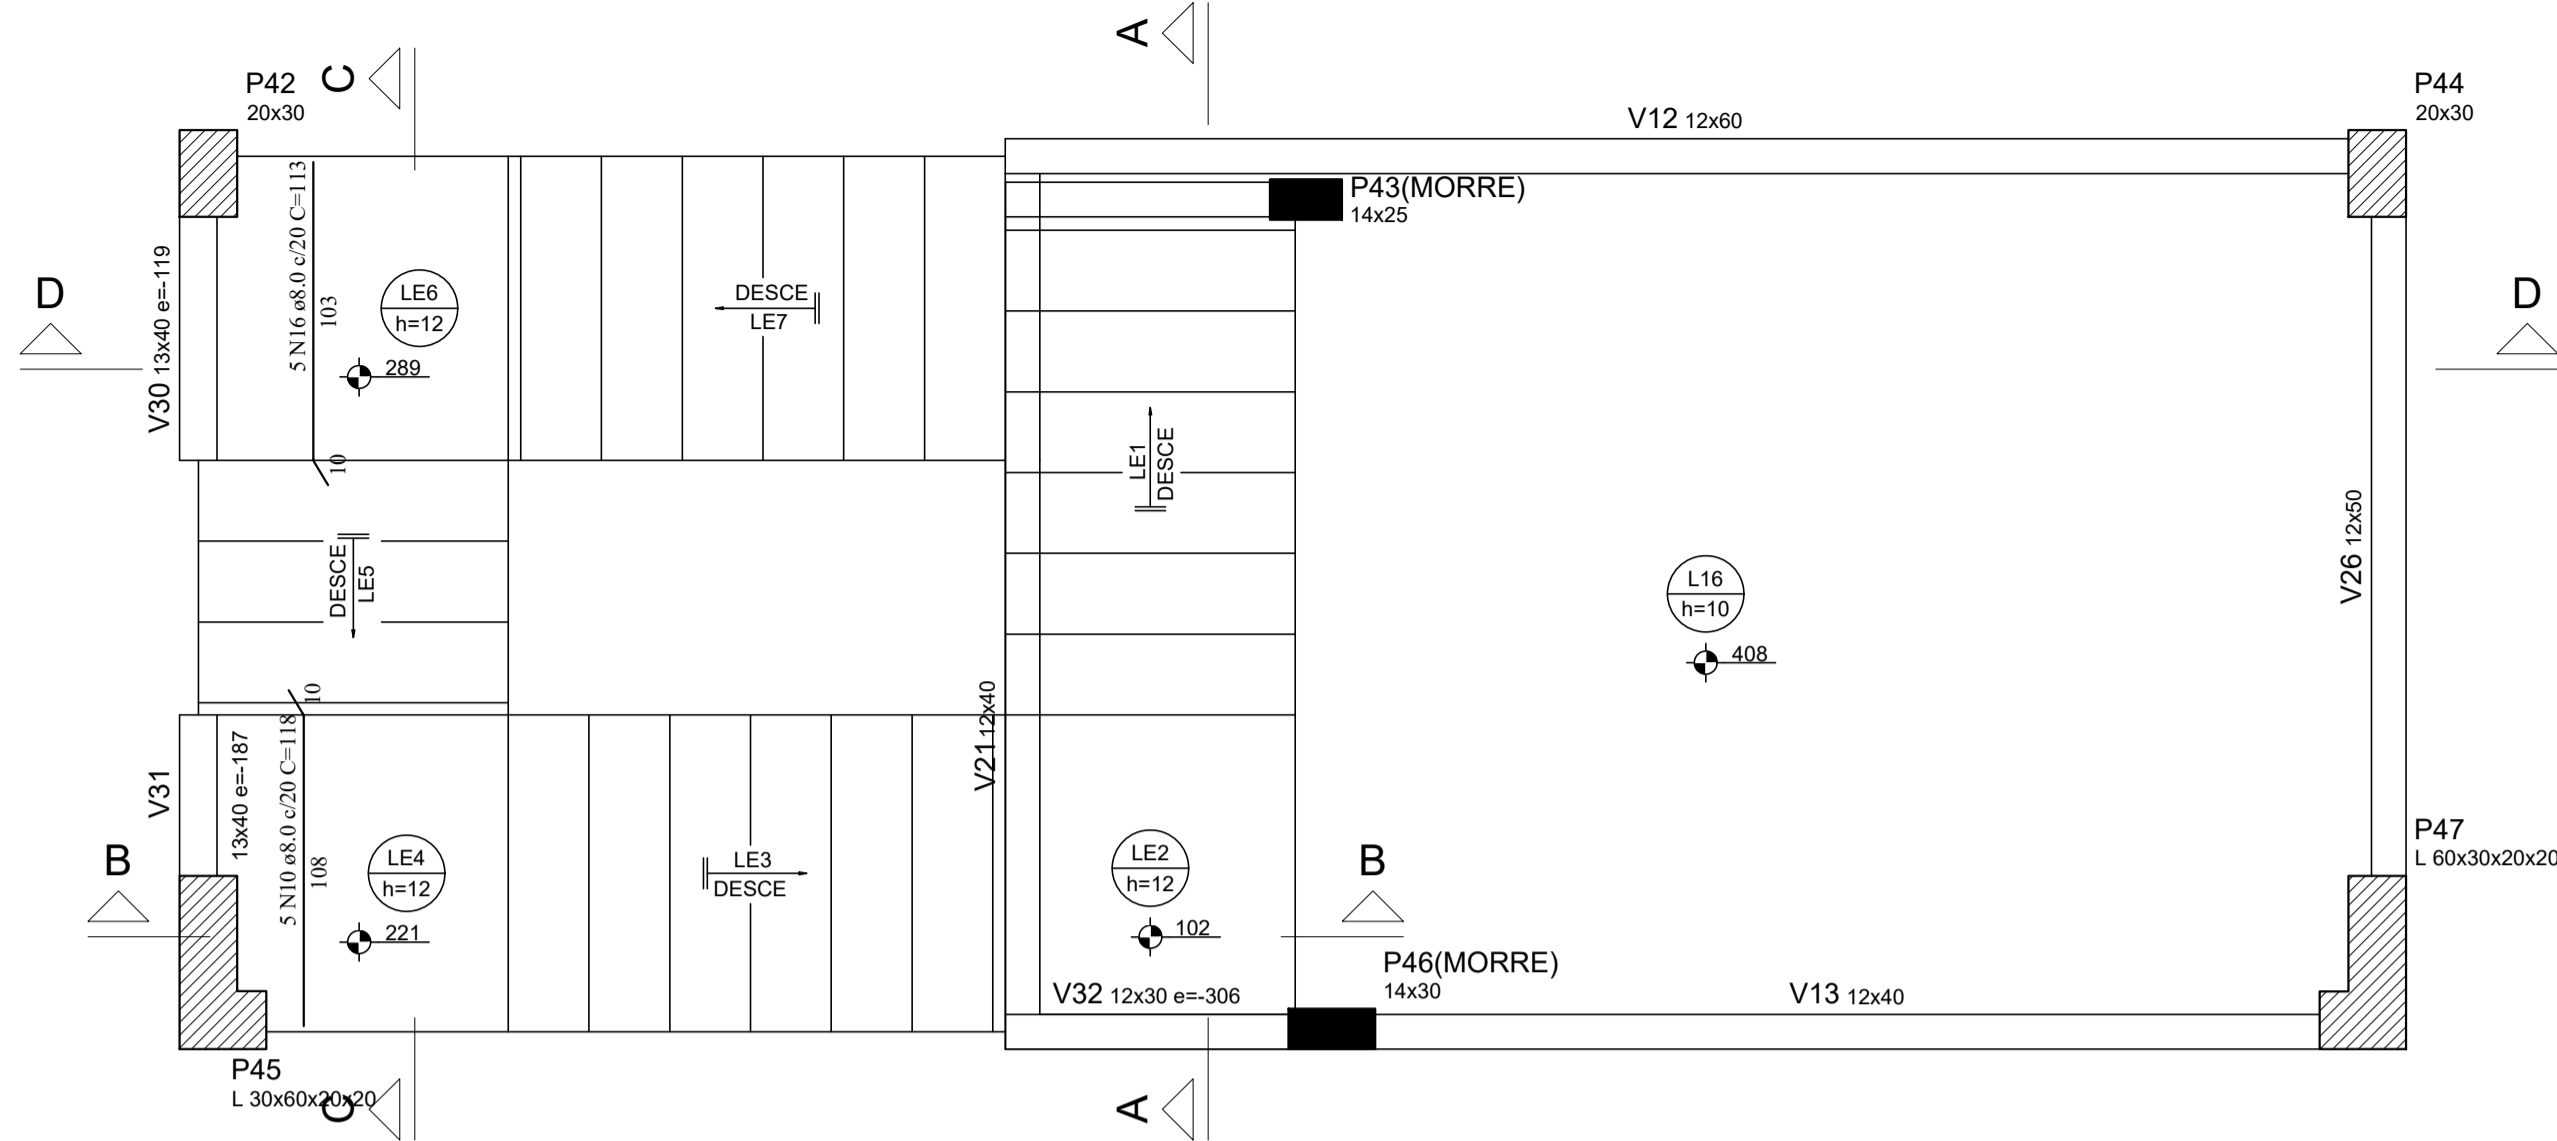 A
C
P42
20x30
V12 12x60
P44
20x30
P43(MORRE)
14x25
5 N16 ø8.0 c/20 C=113
103
10
V30 13x40 e=-119
LE6
h=12
289
DESCE
LE7
D
D
LE1
DESCE
DESCE
LE5
L16
h=10
408
V26 12x50
10
5 N10 ø8.0 c/20 C=118
108
V31
13x40 e=-187
V21 12x40
B
LE4
h=12
221
LE3
DESCE
LE2
h=12
102
B
P47
L 60x30x20x20
P46(MORRE)
14x30
V32 12x30 e=-306
V13 12x40
P45
L 30x60x20x20
C
A